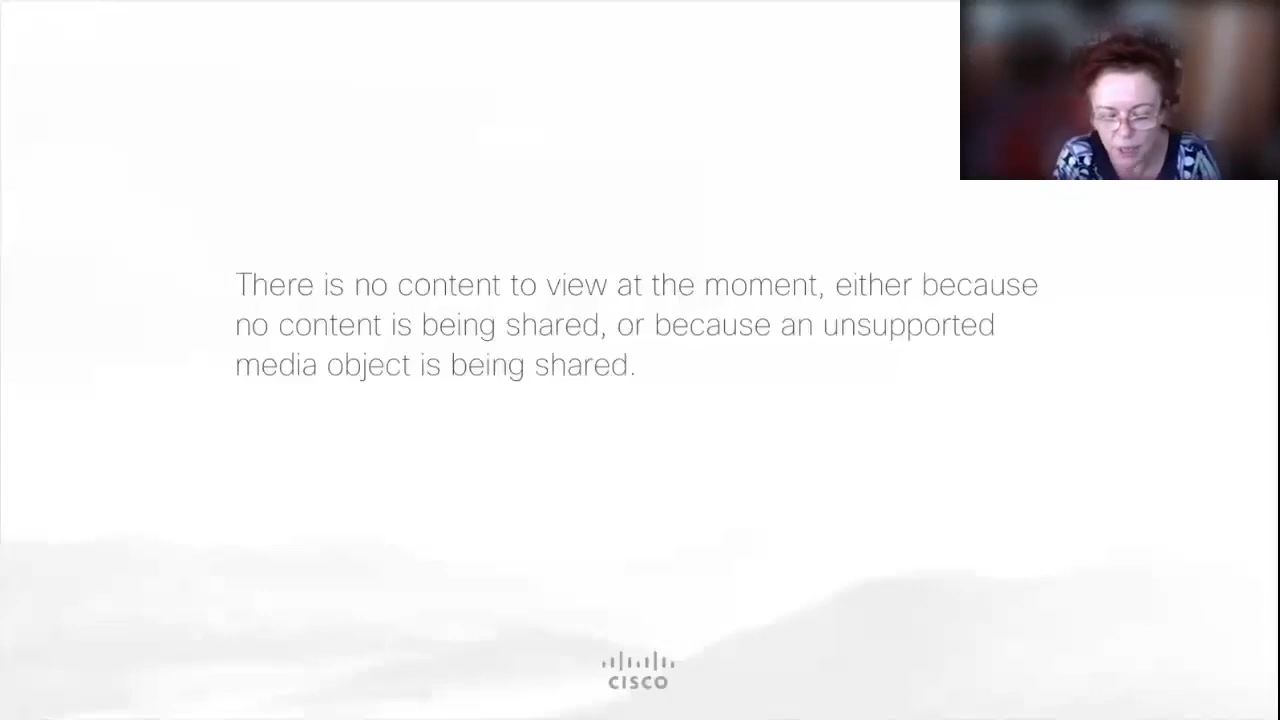 There is no content to view at the moment, either because
no content is being shared, or because an unsupported
media object is being shared.
CISCO